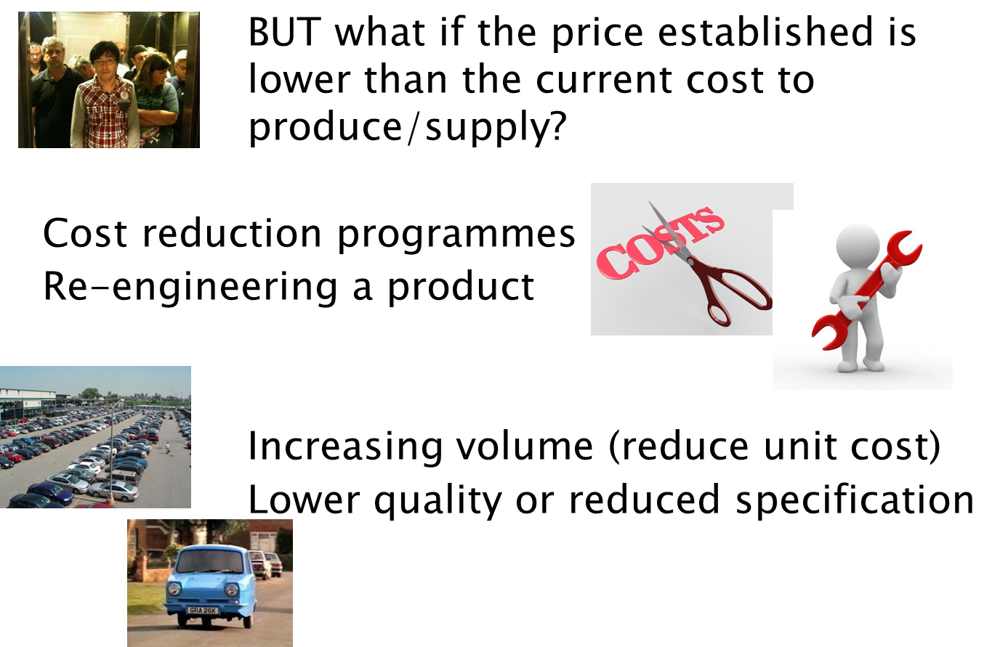 BUT what if the price established is
lower than the current cost to
produce/supply?
COSTS
Cost reduction programmes
Re-engineering a product
Increasing volume (reduce unit cost)
Lower quality or reduced specification
GRA 26K